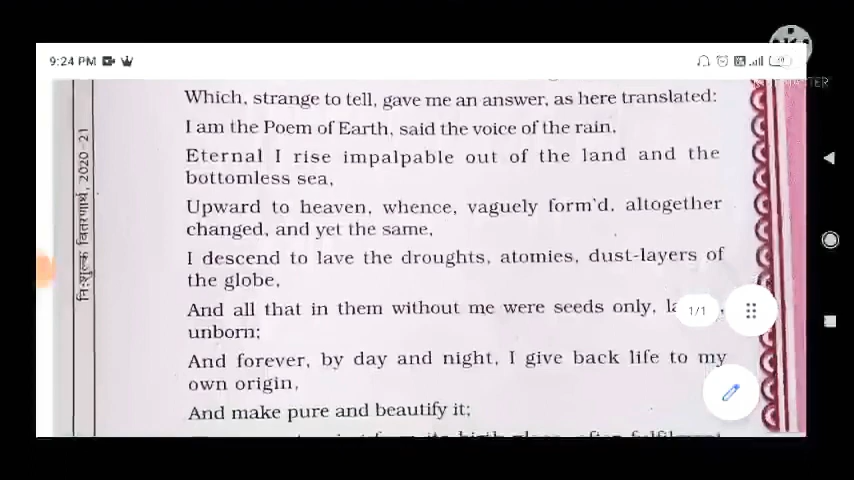 9:24 PM
Which, strange to tell, gave me an answer, as here translated:
I am the Poem of Earth, said the voice of the rain,
Eternal I rise impalpable out of the land and the
bottomless sea,
Upward to heaven, whence, vaguely form'd, altogether
changed, and yet the same,
I descend to lave the droughts, atomies, dust-layers of
the globe,
And all that in them without me were seeds only,
unborn;
And forever, by day and night, I give back life to my
own origin,
And make pure and beautify it;
निःशुल्क वितरणार्थ, 2020-21
1/1